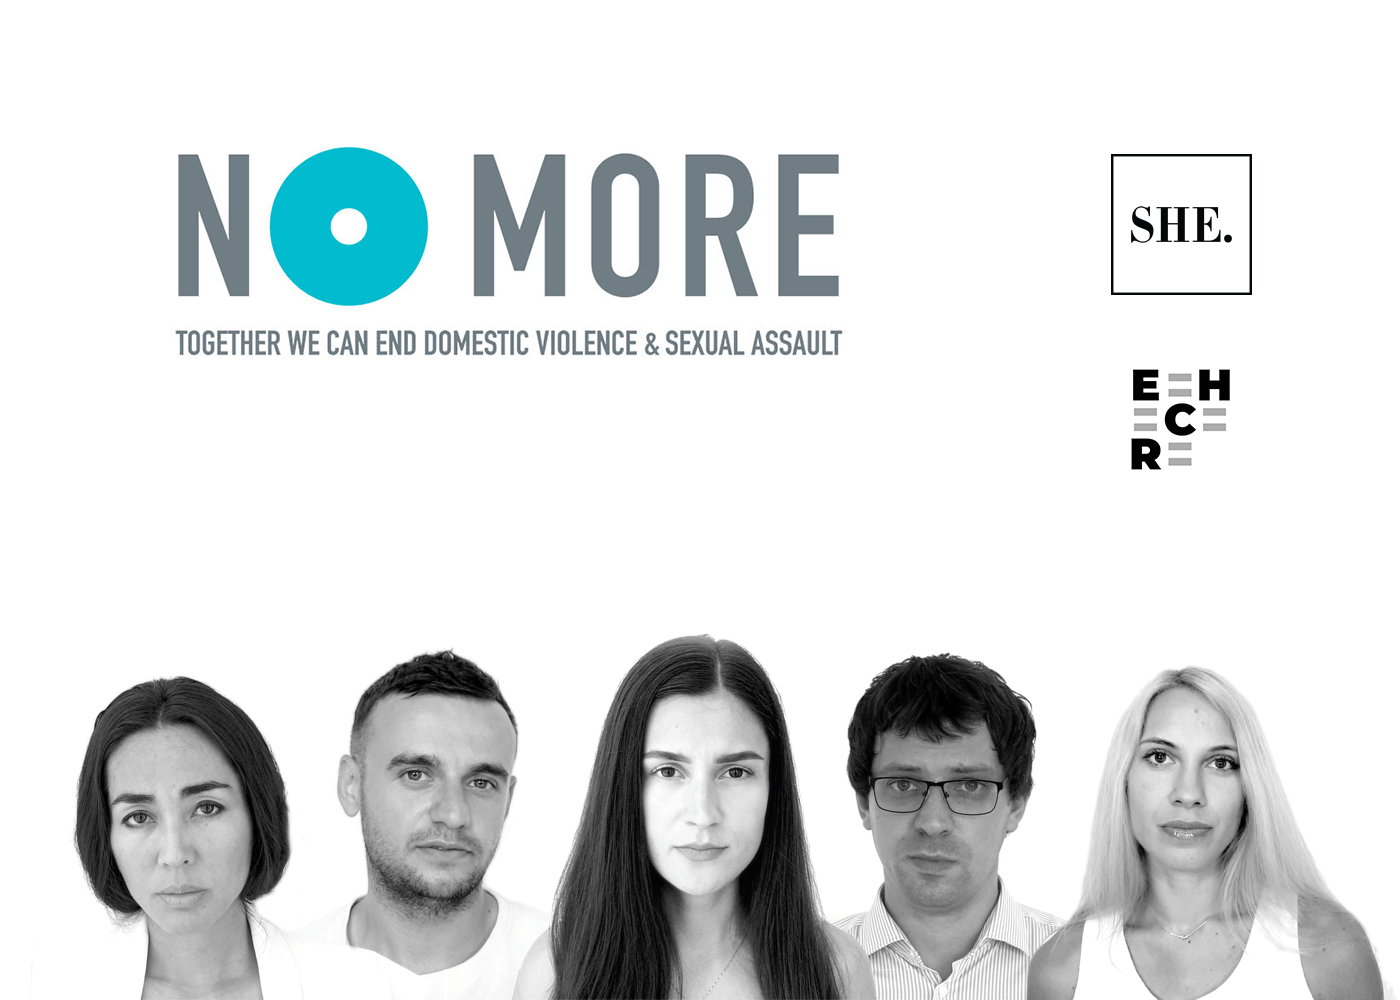 NO MORE
TOGETHER WE CAN END DOMESTIC VIOLENCE & SEXUAL ASSAULT
SHE.
E H
C
R